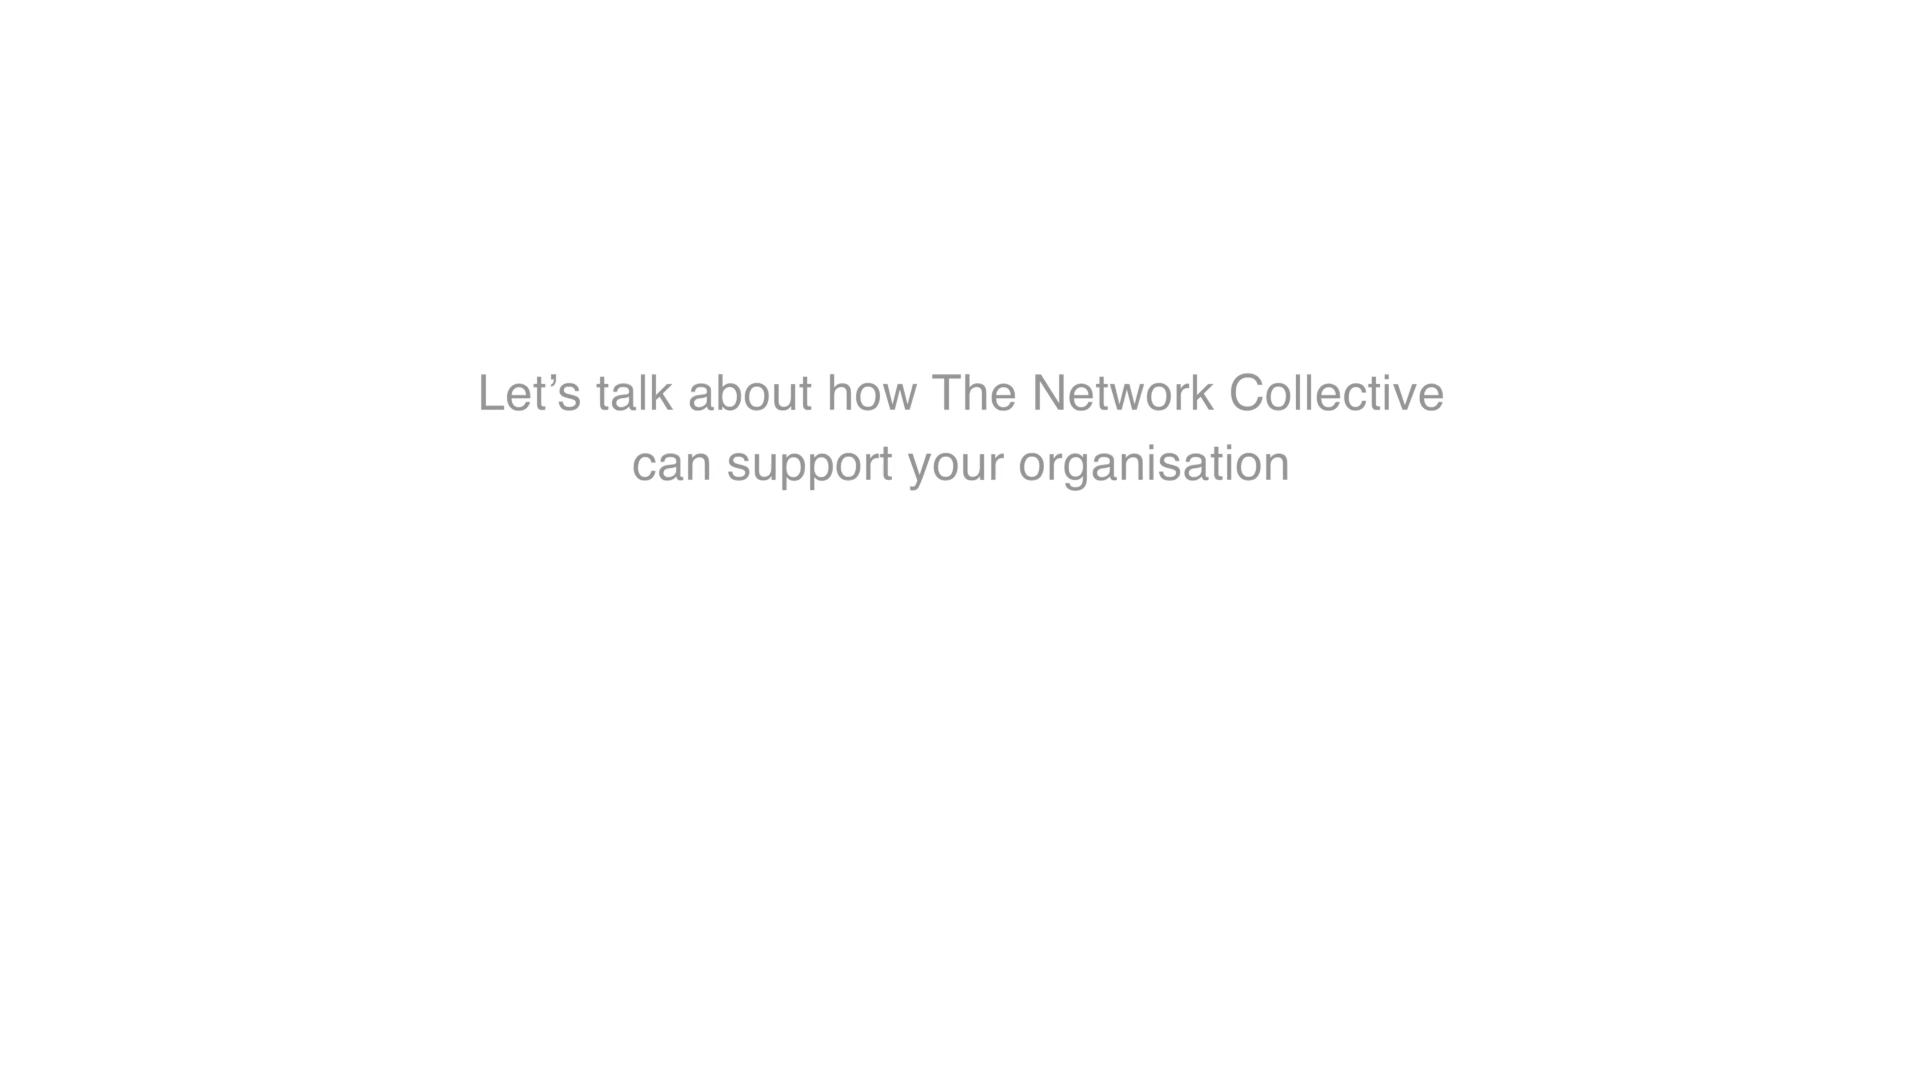 Let’s talk about how The Network Collective
can support your organisation